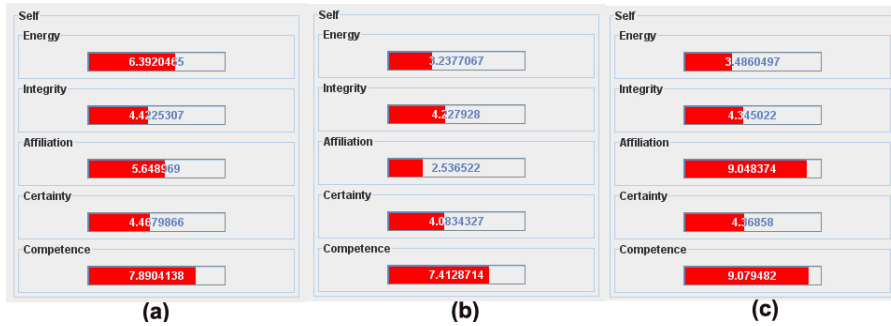 Self
Energy
6.3920465
Integrity
4.4225307
Affiliation
5.648969
Certainty
4.4679866
Competence
7.8904138
(a)
Self
Energy
3.2377067
Integrity
4.227928
Affiliation
2.536522
Certainty
4.0834327
Competence
7.4128714
(b)
Self
Energy
3.4860497
Integrity
4.345022
Affiliation
9.048374
Certainty
4.36858
Competence
9.079482
(c)